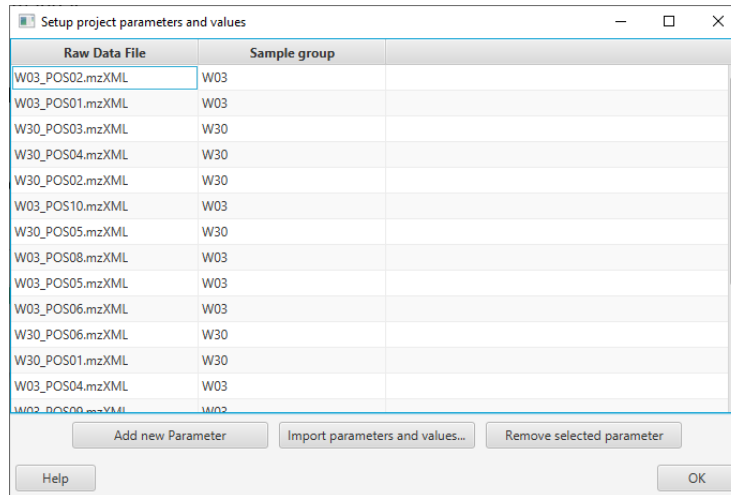 Setup project parameters and values
Raw Data File Sample group
W03_POS02.mzXML W03
W03_POS01.mzXML W03
W30_POS03.mzXML W30
W30_POS04.mzXML W30
W30_POS02.mzXML W30
W03_POS10.mzXML W03
W30_POS05.mzXML W30
W03_POS08.mzXML W03
W03_POS05.mzXML W03
W03_POS06.mzXML W03
W30_POS06.mzXML W30
W30_POS01.mzXML W30
W03_POS04.mzXML W03
W03_POS09.mzXML W03
Add new Parameter Import parameters and values... Remove selected parameter
Help OK